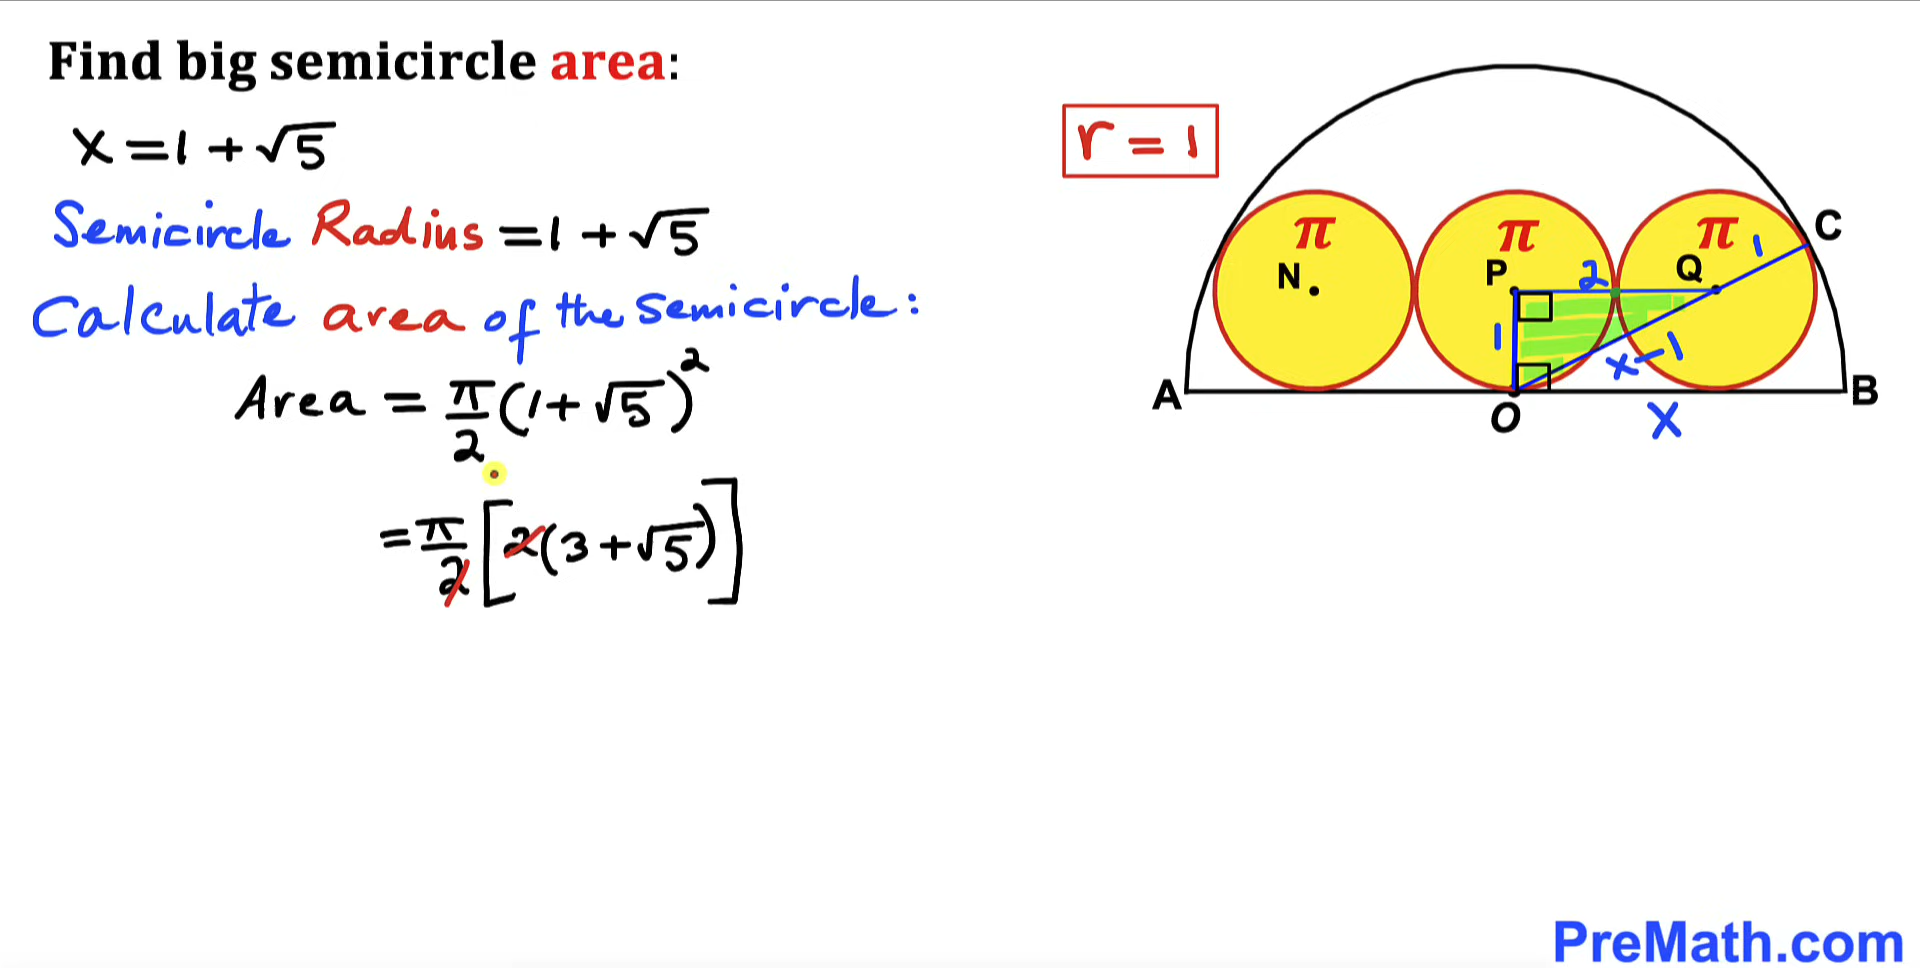 Find big semicircle area:
x = 1 + √5
Semicircle Radius = 1 + √5
Calculate area of the semicircle:
Area = π/2 (1 + √5)²
= π/2 [2(3 + √5)]
r = 1
π π π 1 C
N. P 2 Q
1 x-1
A O x B
PreMath.com